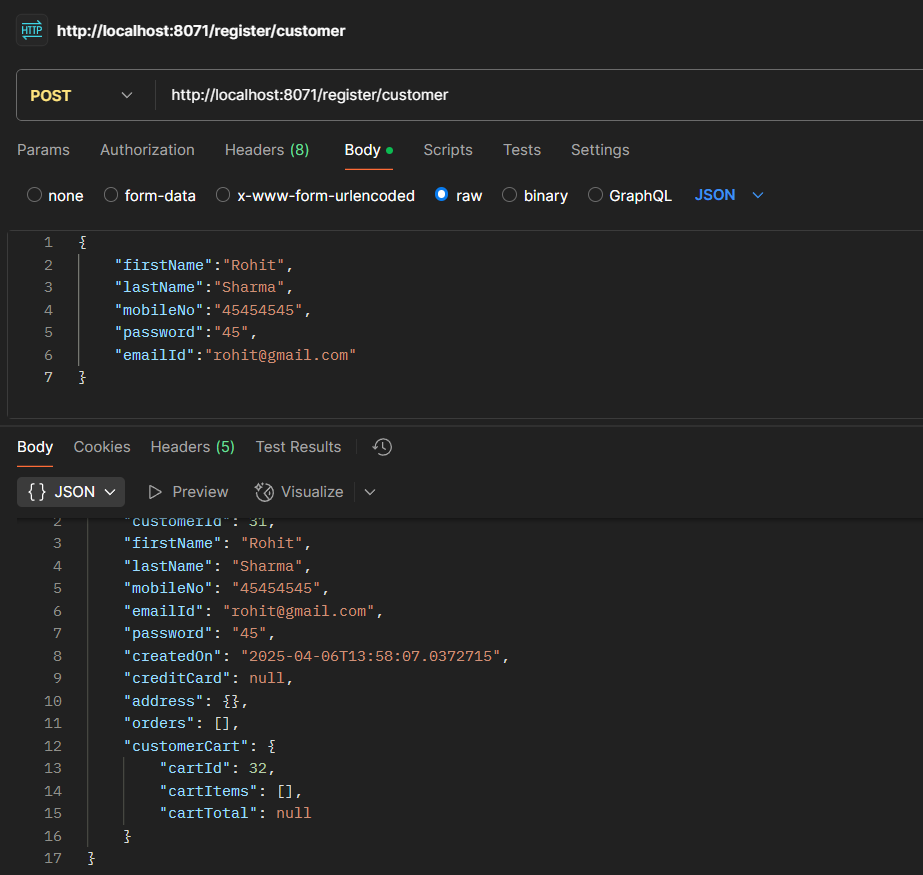 HTTP http://localhost:8071/register/customer
POST http://localhost:8071/register/customer
Params Authorization Headers (8) Body Scripts Tests Settings
none form-data x-www-form-urlencoded raw binary GraphQL JSON
1 {
2 "firstName":"Rohit",
3 "lastName":"Sharma",
4 "mobileNo":"45454545",
5 "password":"45",
6 "emailId":"rohit@gmail.com"
7 }
Body Cookies Headers (5) Test Results
{} JSON Preview Visualize
2 "customerId": 31,
3 "firstName": "Rohit",
4 "lastName": "Sharma",
5 "mobileNo": "45454545",
6 "emailId": "rohit@gmail.com",
7 "password": "45",
8 "createdOn": "2025-04-06T13:58:07.0372715",
9 "creditCard": null,
10 "address": {},
11 "orders": [],
12 "customerCart": {
13 "cartId": 32,
14 "cartItems": [],
15 "cartTotal": null
16 }
17 }